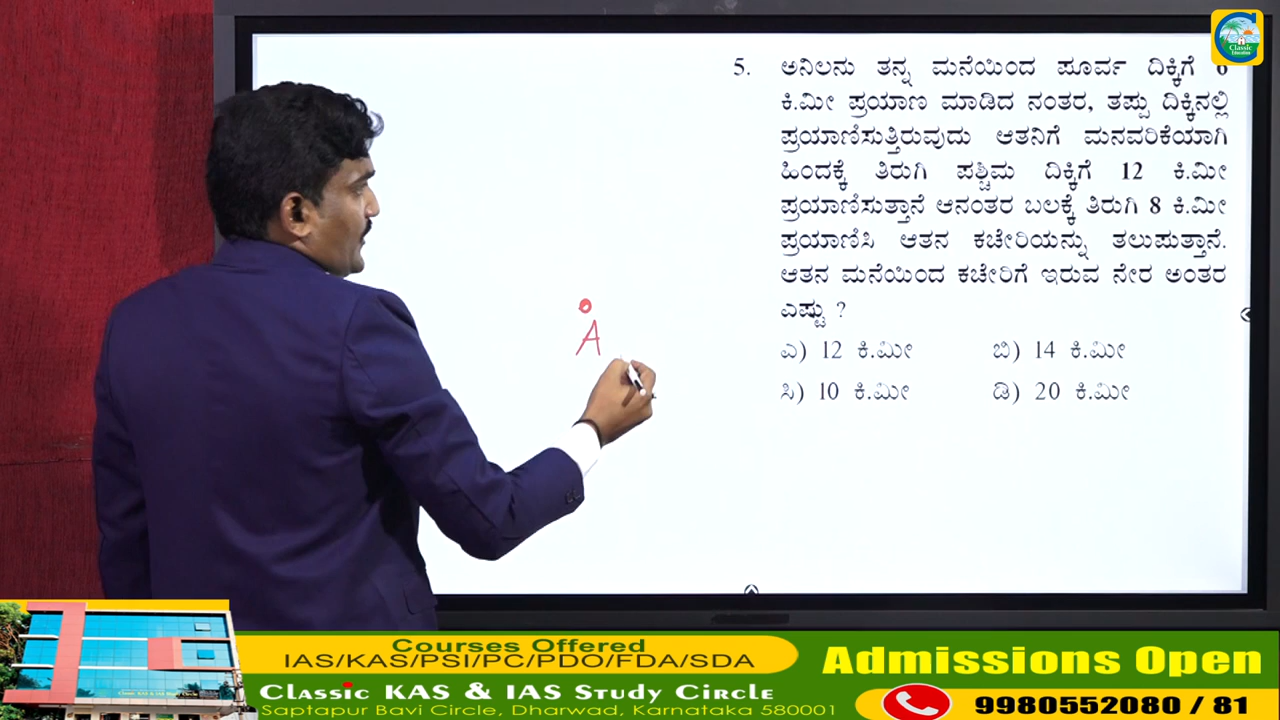 Classic
Education
5. ಅನಿಲನು ತನ್ನ ಮನೆಯಿಂದ ಪೂರ್ವ ದಿಕ್ಕಿಗೆ 6
ಕಿ.ಮೀ ಪ್ರಯಾಣ ಮಾಡಿದ ನಂತರ, ತಪ್ಪು ದಿಕ್ಕಿನಲ್ಲಿ
ಪ್ರಯಾಣಿಸುತ್ತಿರುವುದು ಆತನಿಗೆ ಮನವರಿಕೆಯಾಗಿ
ಹಿಂದಕ್ಕೆ ತಿರುಗಿ ಪಶ್ಚಿಮ ದಿಕ್ಕಿಗೆ 12 ಕಿ.ಮೀ
ಪ್ರಯಾಣಿಸುತ್ತಾನೆ ಆನಂತರ ಬಲಕ್ಕೆ ತಿರುಗಿ 8 ಕಿ.ಮೀ
ಪ್ರಯಾಣಿಸಿ ಆತನ ಕಚೇರಿಯನ್ನು ತಲುಪುತ್ತಾನೆ.
ಆತನ ಮನೆಯಿಂದ ಕಚೇರಿಗೆ ಇರುವ ನೇರ ಅಂತರ
ಎಷ್ಟು ?
ಎ) 12 ಕಿ.ಮೀ ಬಿ) 14 ಕಿ.ಮೀ
ಸಿ) 10 ಕಿ.ಮೀ ಡಿ) 20 ಕಿ.ಮೀ
A
Courses Offered
IAS/KAS/PSI/PC/PDO/FDA/SDA
Classic KAS & IAS Study Circle
Saptapur Bavi Circle, Dharwad, Karnataka 580001
Admissions Open
9980552080 / 81